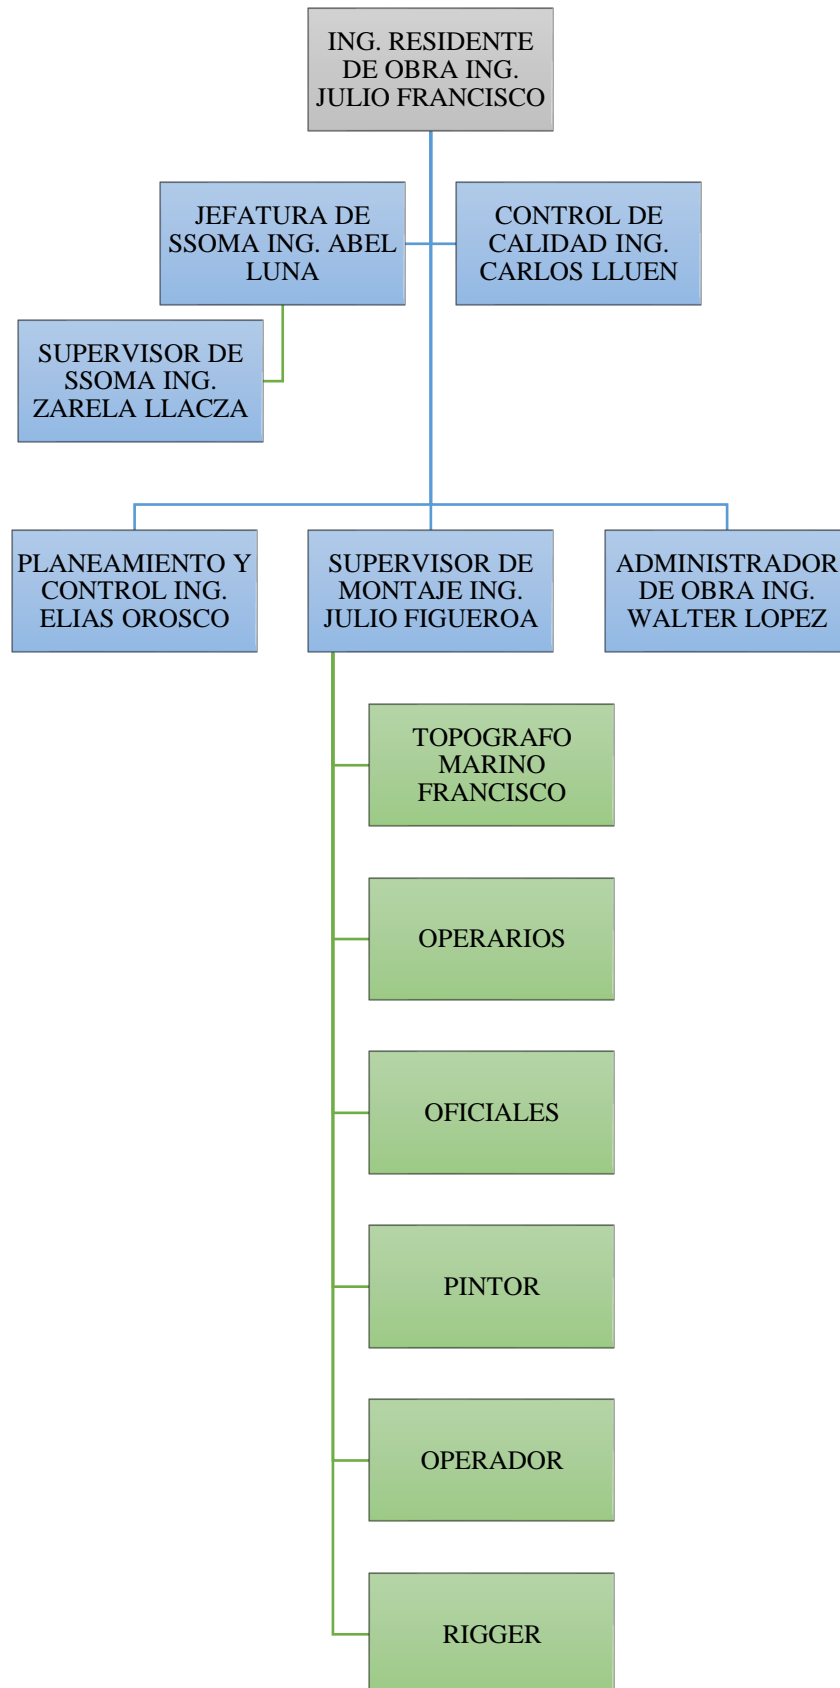 ING. RESIDENTE
DE OBRA ING.
JULIO FRANCISCO
JEFATURA DE
SSOMA ING. ABEL
LUNA
CONTROL DE
CALIDAD ING.
CARLOS LLUEN
SUPERVISOR DE
SSOMA ING.
ZARELA LLACZA
PLANEAMIENTO Y
CONTROL ING.
ELIAS OROSCO
SUPERVISOR DE
MONTAJE ING.
JULIO FIGUEROA
ADMINISTRADOR
DE OBRA ING.
WALTER LOPEZ
TOPOGRAFO
MARINO
FRANCISCO
OPERARIOS
OFICIALES
PINTOR
OPERADOR
RIGGER